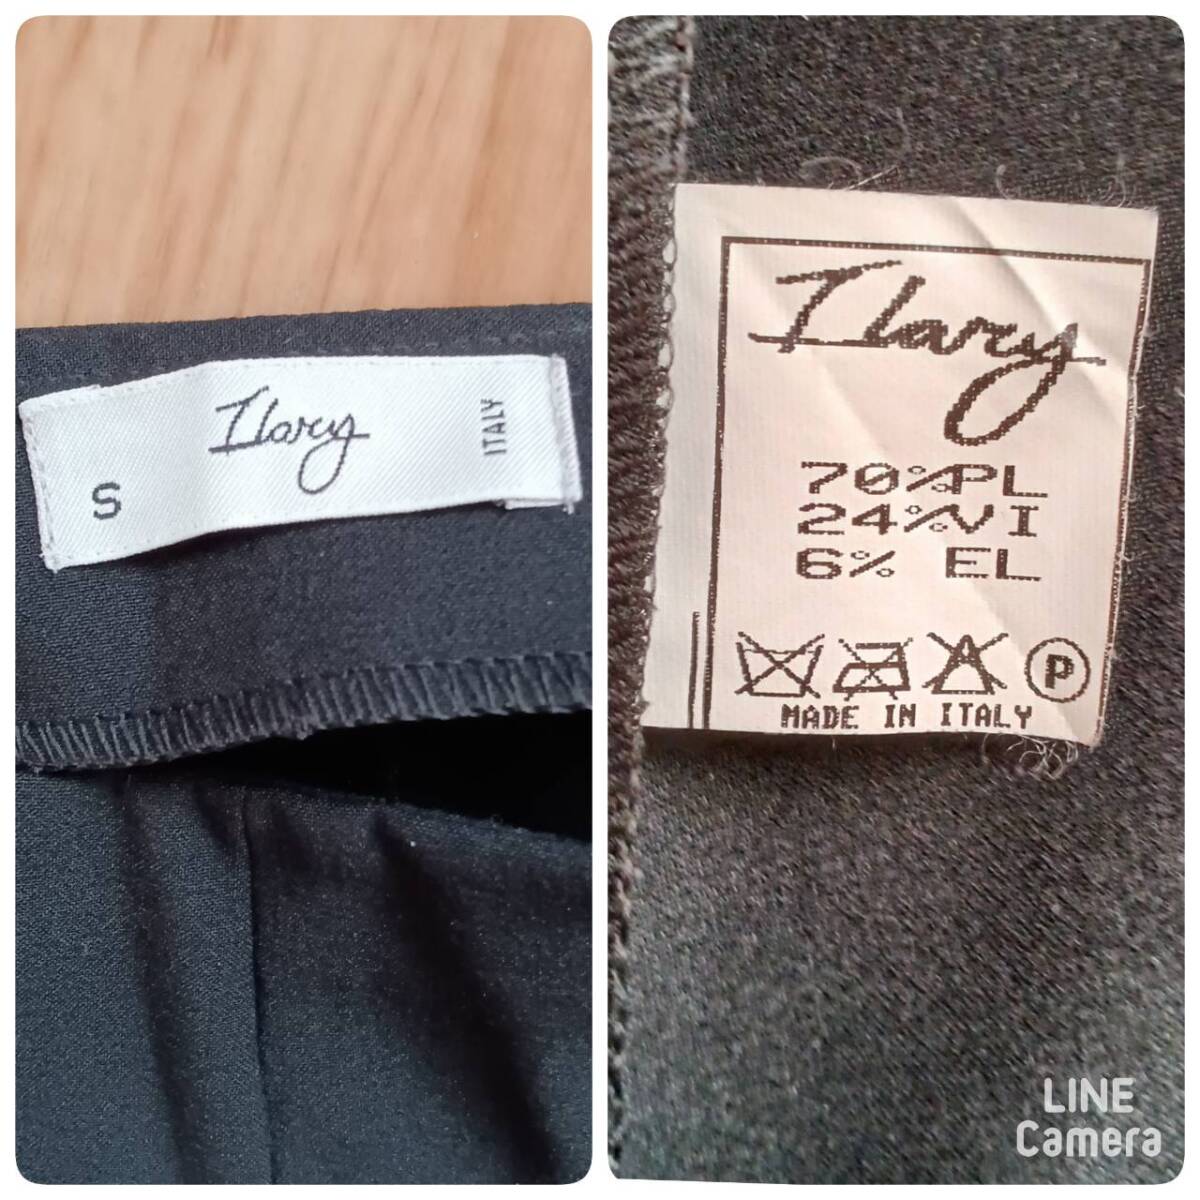 Ilary
ITALY
S
Ilary
70%PL
24%VI
6% EL
P
MADE IN ITALY
LINE
Camera